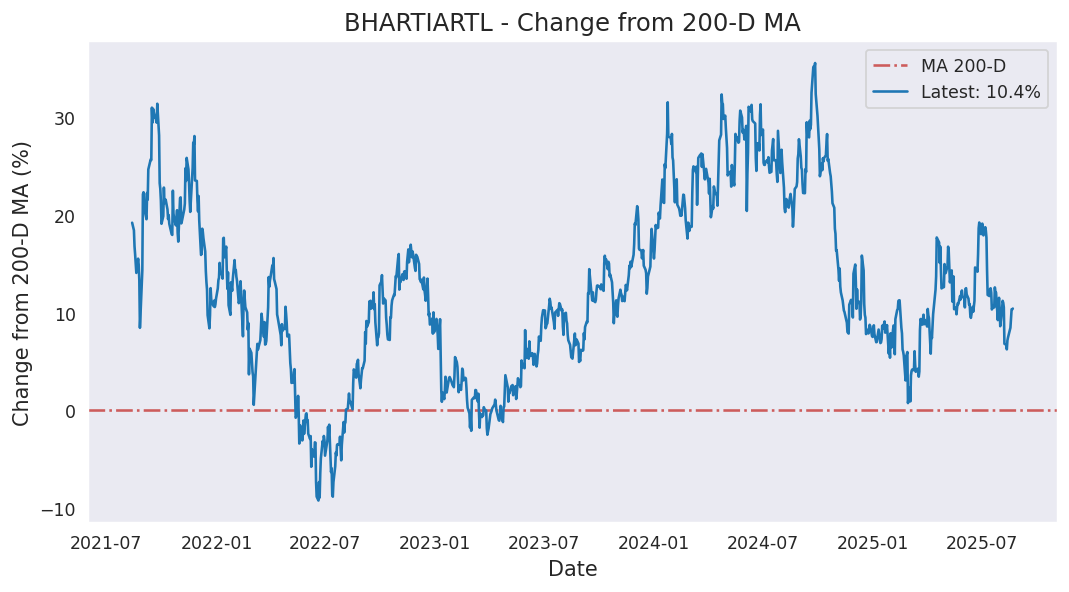 BHARTIARTL - Change from 200-D MA
MA 200-D
Latest: 10.4%
Change from 200-D MA (%)
30
20
10
0
−10
2021-07 2022-01 2022-07 2023-01 2023-07 2024-01 2024-07 2025-01 2025-07
Date